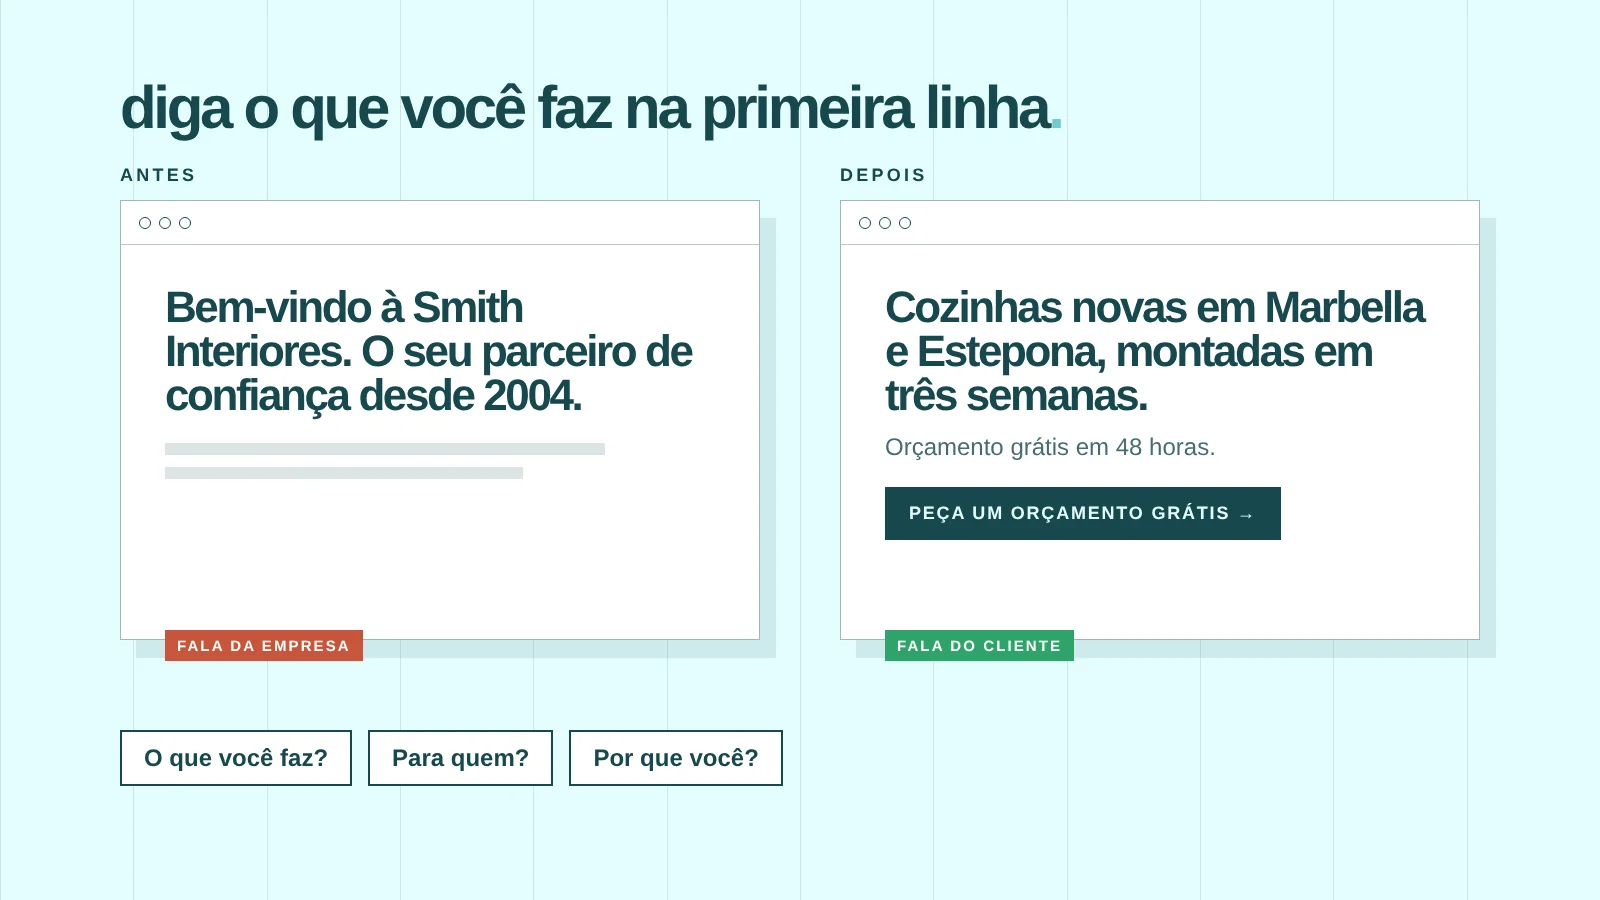 diga o que você faz na primeira linha.
ANTES
Bem-vindo à Smith
Interiores. O seu parceiro de
confiança desde 2004.
FALA DA EMPRESA
DEPOIS
Cozinhas novas em Marbella
e Estepona, montadas em
três semanas.
Orçamento grátis em 48 horas.
PEÇA UM ORÇAMENTO GRÁTIS →
FALA DO CLIENTE
O que você faz?
Para quem?
Por que você?